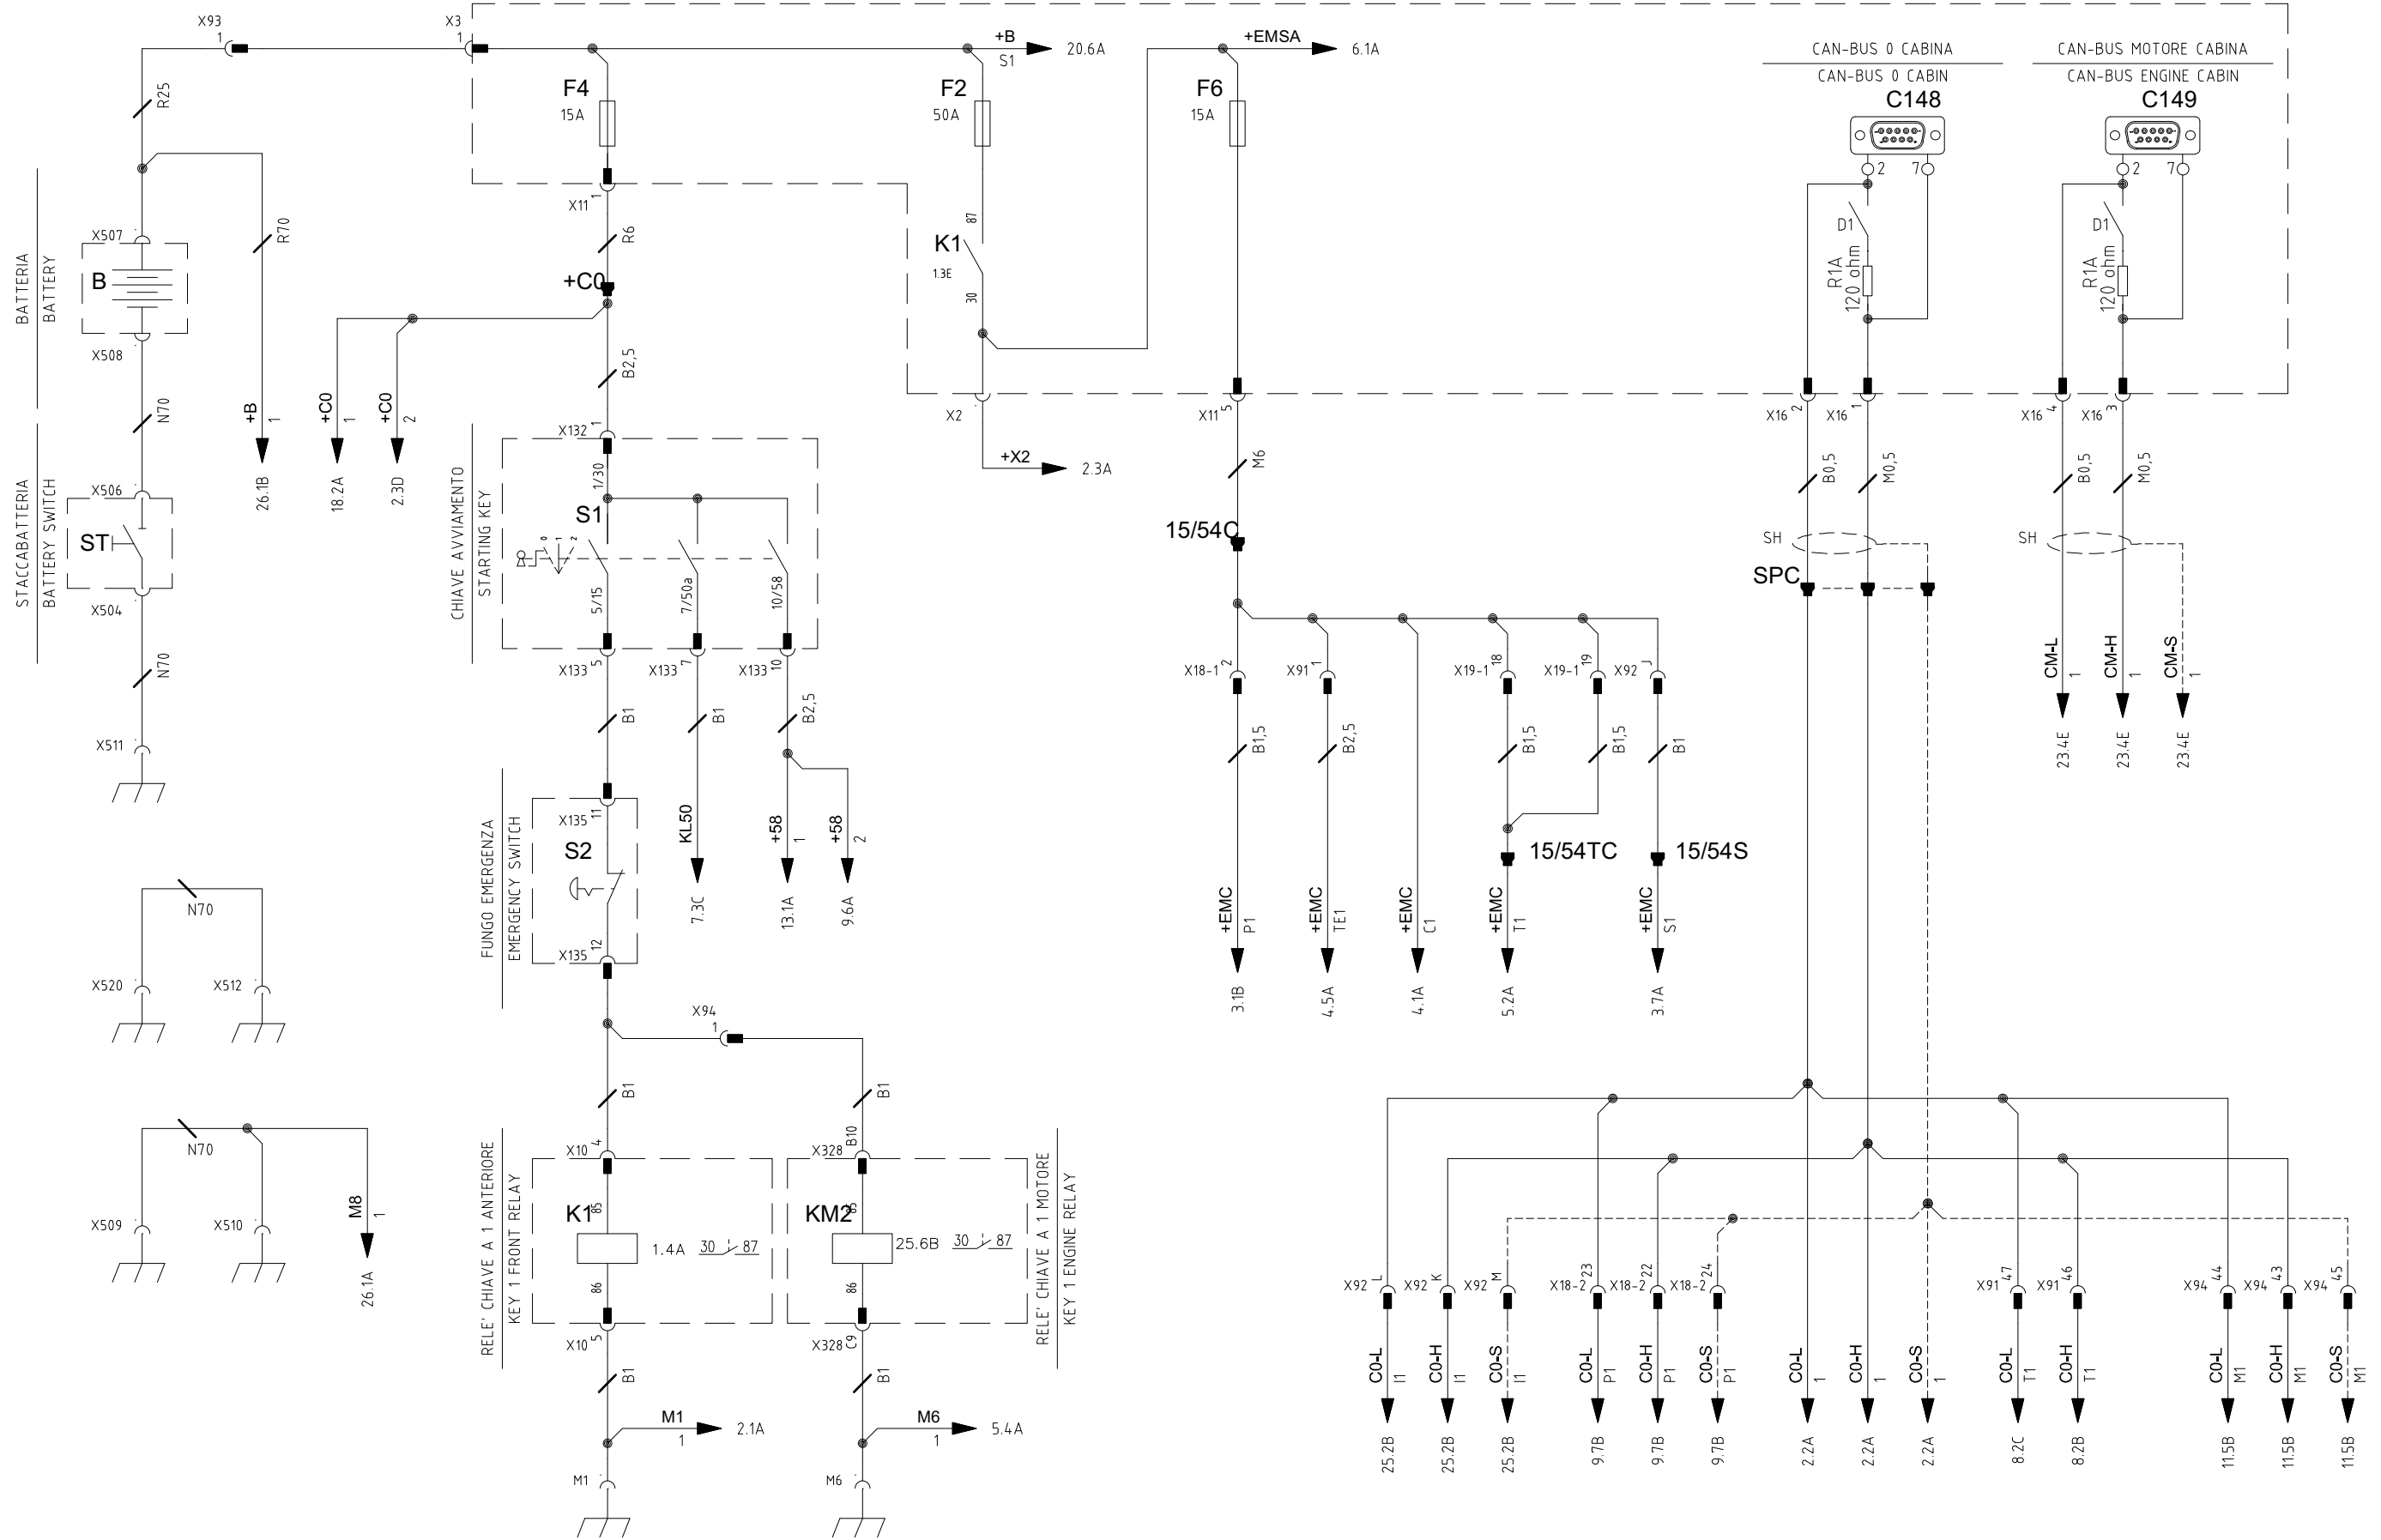 X93
1
X3
1
+B
S1
20.6A
+EMSA
6.1A
CAN-BUS 0 CABINA
CAN-BUS 0 CABIN
C148
CAN-BUS MOTORE CABINA
CAN-BUS ENGINE CABIN
C149
R25
F4
15A
F2
50A
F6
15A
2
7
2
7
X11
1
R6
R70
87
K1
1.3E
30
D1
R1A
120 ohm
D1
R1A
120 ohm
BATTERIA
BATTERY
X507
B
X508
+C0
B2,5
N70
+B
1
26.1B
+C0
1
18.2A
+C0
2
2.3D
X2
+X2
2.3A
X11
5
M6
X16
2
X16
1
X16
4
X16
3
B0,5
M0,5
B0,5
M0,5
STACCABATTERIA
BATTERY SWITCH
X506
ST
X504
N70
X511
CHIAVE AVVIAMENTO
STARTING KEY
X132
1
1/30
S1
0
1
2
5/15
7/50a
10/58
X133
5
X133
7
X133
10
B1
B1
B2,5
15/54C
SH
SPC
SH
CM-L
1
23.4E
CM-H
1
23.4E
CM-S
1
23.4E
X18-1
2
X91
1
X19-1
18
X19-1
19
X92
J
B1,5
B2,5
B1,5
B1,5
B1
15/54TC
15/54S
FUNGO EMERGENZA
EMERGENCY SWITCH
X135
11
S2
X135
12
KL50
7.3C
+58
1
13.1A
+58
2
9.6A
+EMC
P1
3.1B
+EMC
TE1
4.5A
+EMC
C1
4.1A
+EMC
T1
5.2A
+EMC
S1
3.7A
N70
X520
X512
X94
1
B1
B1
N70
X509
X510
M8
1
26.1A
RELE' CHIAVE A 1 ANTERIORE
KEY 1 FRONT RELAY
X10
4
85
K1
1.4A
30
87
86
X10
5
X328
B10
85
KM2
25.6B
30
87
86
X328
C9
RELE' CHIAVE A 1 MOTORE
KEY 1 ENGINE RELAY
B1
B1
M1
1
2.1A
M6
1
5.4A
M1
M6
X92
L
X92
K
X92
M
X18-2
23
X18-2
22
X18-2
24
X91
47
X91
46
X94
44
X94
43
X94
45
C0-L
I1
25.2B
C0-H
I1
25.2B
C0-S
I1
25.2B
C0-L
P1
9.7B
C0-H
P1
9.7B
C0-S
P1
9.7B
C0-L
1
2.2A
C0-H
1
2.2A
C0-S
1
2.2A
C0-L
T1
8.2C
C0-H
T1
8.2B
C0-L
M1
11.5B
C0-H
M1
11.5B
C0-S
M1
11.5B